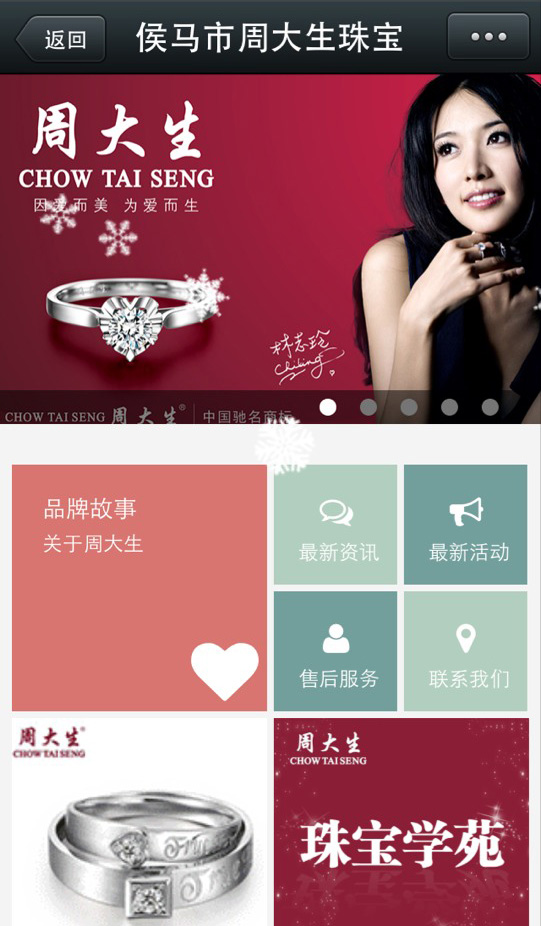 返回
侯马市周大生珠宝
周大生
CHOW TAI SENG
因爱而美 为爱而生
林志玲
Chiling
CHOW TAI SENG 周大生® 中国驰名商标
品牌故事
关于周大生
最新资讯
最新活动
售后服务
联系我们
周大生®
CHOW TAI SENG
周大生
CHOW TAI SENG
珠宝学苑